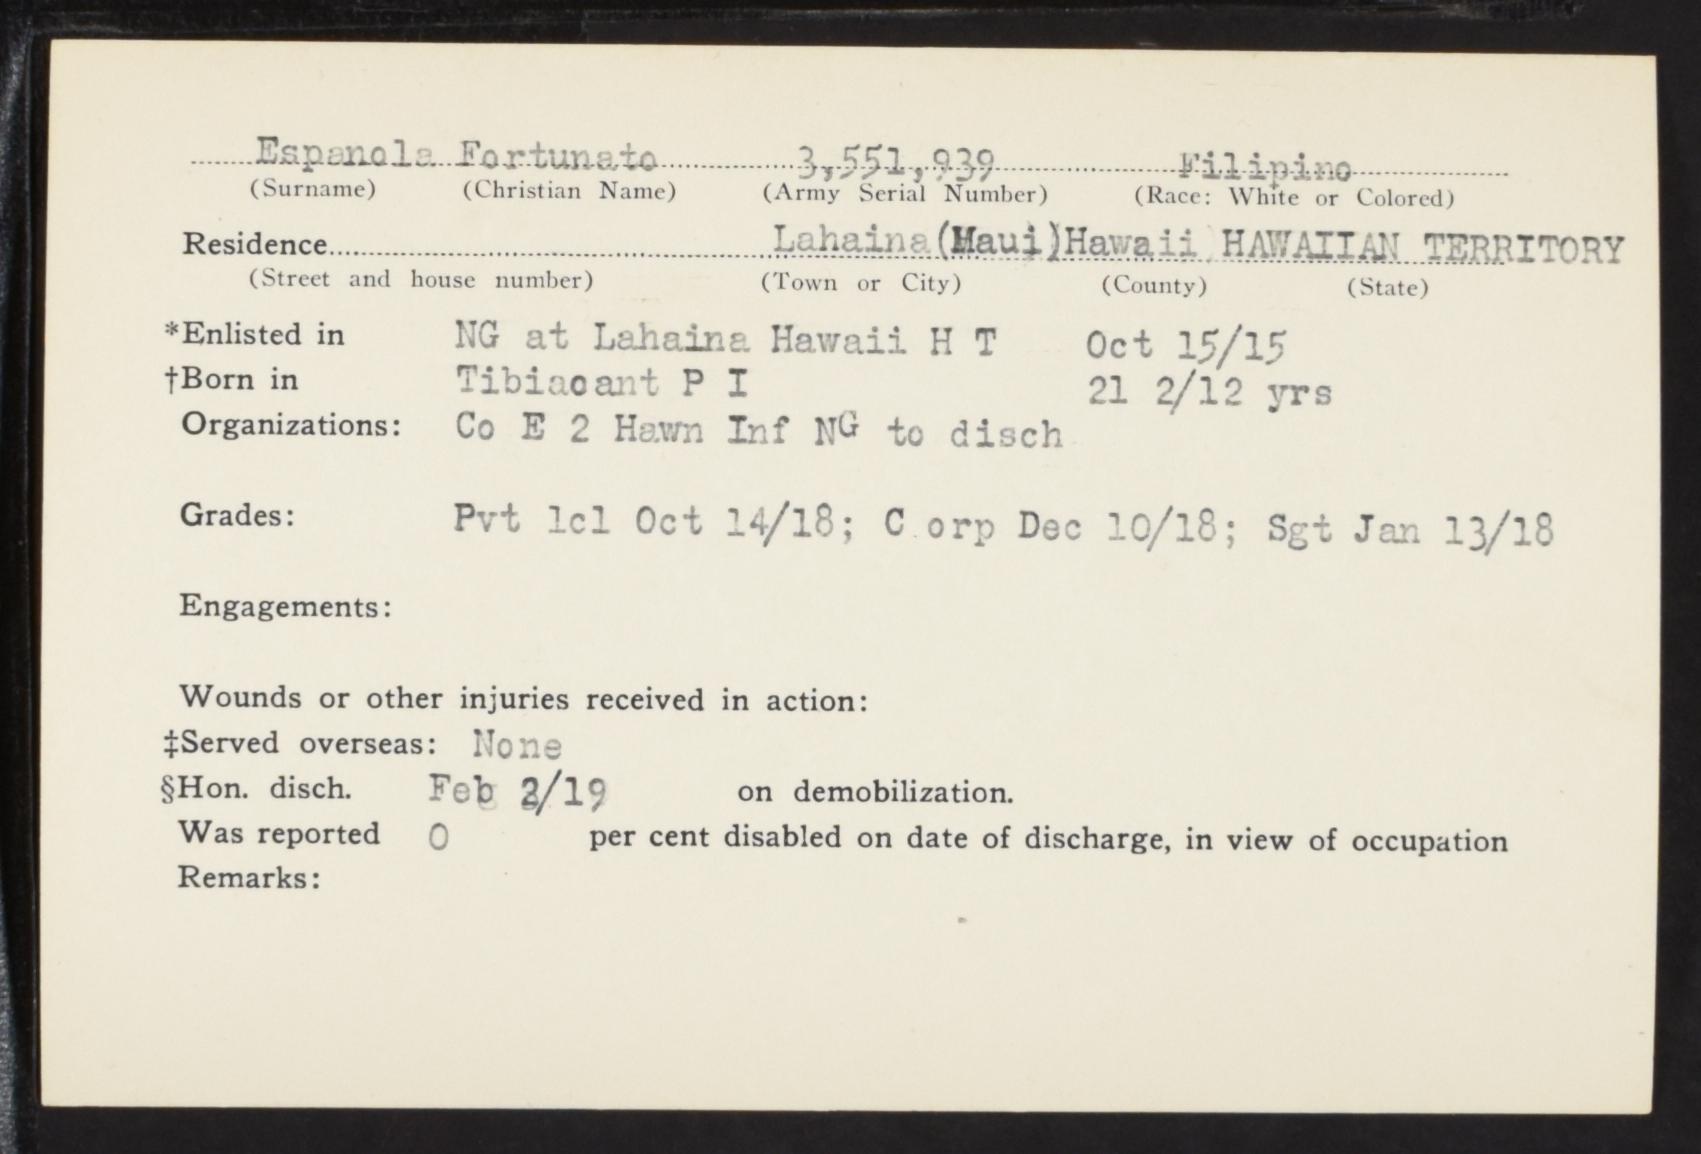 Espanola Fortunato 3,551,939 Filipino
(Surname) (Christian Name) (Army Serial Number) (Race: White or Colored)
Residence Lahaina(Maui)Hawaii HAWAIIAN TERRITORY
(Street and house number) (Town or City) (County) (State)
*Enlisted in NG at Lahaina Hawaii H T Oct 15/15
†Born in Tibiaoant P I 21 2/12 yrs
Organizations: Co E 2 Hawn Inf NG to disch
Grades: Pvt 1cl Oct 14/18; C orp Dec 10/18; Sgt Jan 13/18
Engagements:
Wounds or other injuries received in action:
‡Served overseas: None
§Hon. disch. Feb /19 on demobilization.
Was reported 0 per cent disabled on date of discharge, in view of occupation
Remarks: